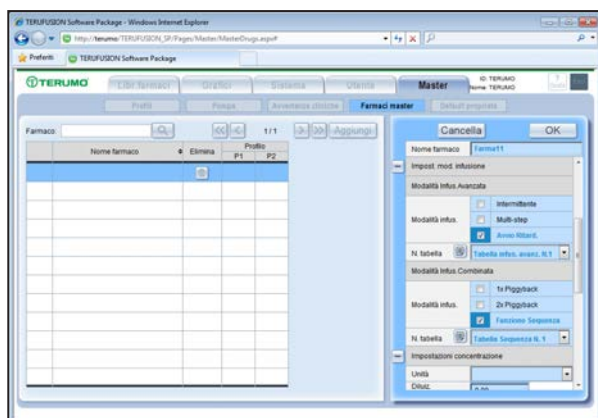 TERUFUSION Software Package - Windows Internet Explorer
http://terumo/TERUFUSION_SP/Pages/Master/MasterDrugs.aspx#
Preferiti TERUFUSION Software Package
TERUMO Libr.farmaci Grafici Sistema Utente Master ID: TERUMO
Nome: TERUMO
Profili Pompa Avvertenze cliniche Farmaci master Default proprietà
Farmaco: << < 1/1 > >> Aggiungi
Nome farmaco Elimina Profilo
P1 P2
Cancella OK
Nome farmaco Farma11
Impost. mod. infusione
Modalità Infus.Avanzata
Modalità infus. Intermittente
Multi-step
Avvio Ritard.
N. tabella Tabella infus. avanz. N.1
Modalità Infus.Combinata
Modalità infus. 1x Piggyback
2x Piggyback
Funzione Sequenza
N. tabella Tabella Sequenza N. 1
Impostazioni concentrazione
Unità
Diluiz.